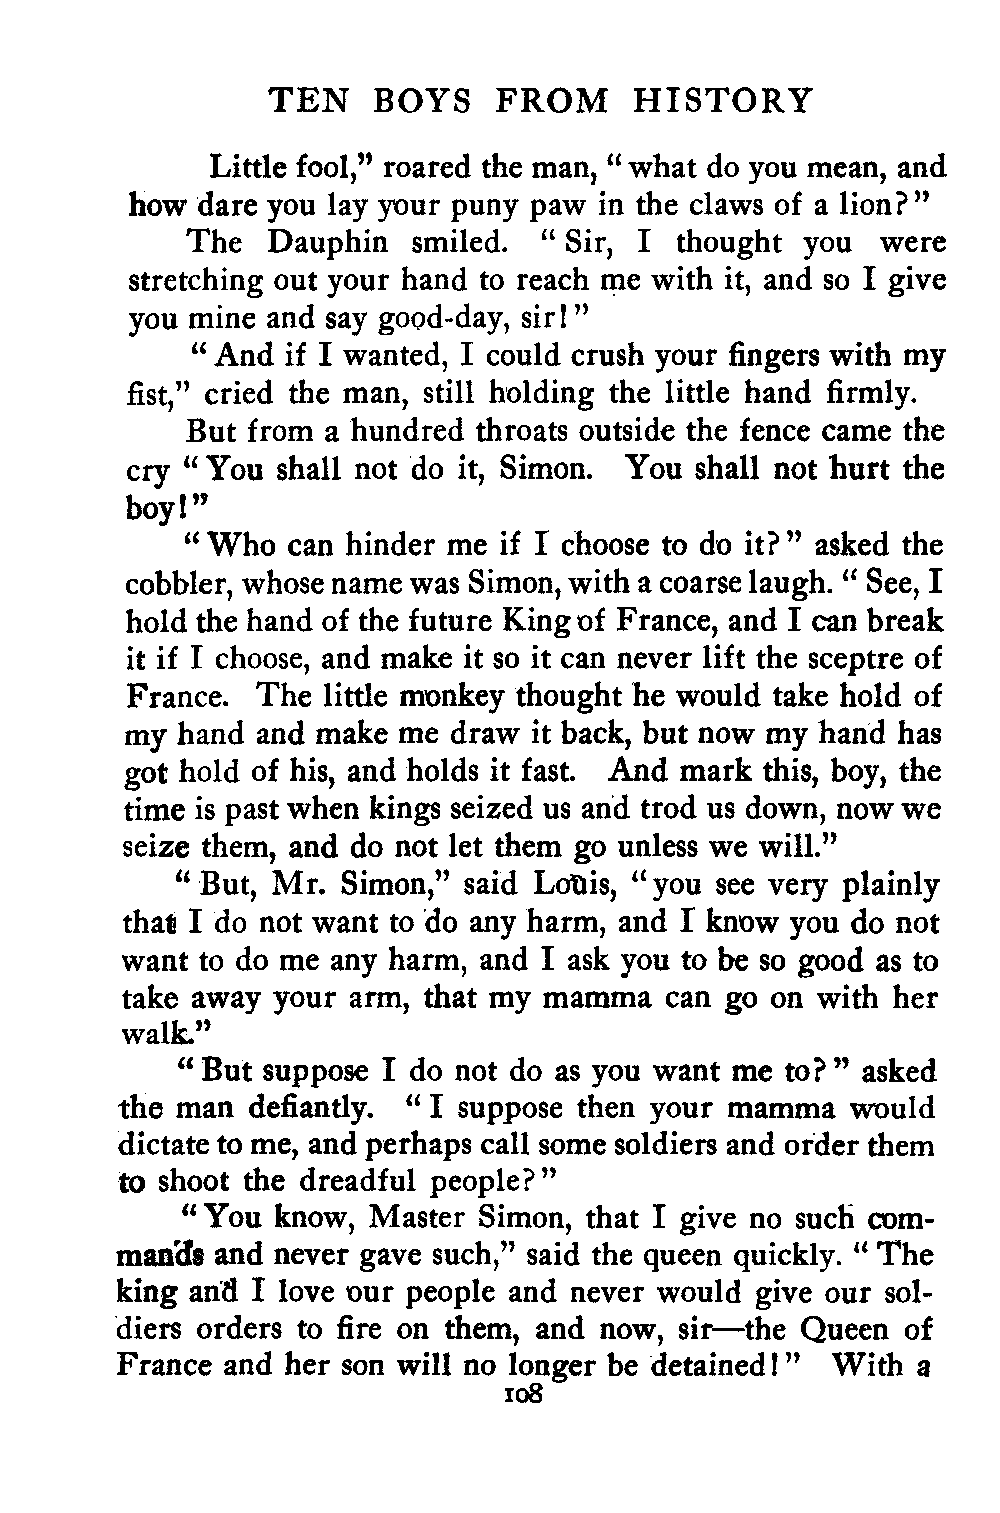 TEN BOYS FROM HISTORY
Little fool,” roared the man, “what do you mean, and
how dare you lay your puny paw in the claws of a lion?”
The Dauphin smiled. “Sir, I thought you were
stretching out your hand to reach me with it, and so I give
you mine and say good-day, sir!”
“And if I wanted, I could crush your fingers with my
fist,” cried the man, still holding the little hand firmly.
But from a hundred throats outside the fence came the
cry “You shall not do it, Simon. You shall not hurt the
boy!”
“Who can hinder me if I choose to do it?” asked the
cobbler, whose name was Simon, with a coarse laugh. “See, I
hold the hand of the future King of France, and I can break
it if I choose, and make it so it can never lift the sceptre of
France. The little monkey thought he would take hold of
my hand and make me draw it back, but now my hand has
got hold of his, and holds it fast. And mark this, boy, the
time is past when kings seized us and trod us down, now we
seize them, and do not let them go unless we will.”
“But, Mr. Simon,” said Louis, “you see very plainly
that I do not want to do any harm, and I know you do not
want to do me any harm, and I ask you to be so good as to
take away your arm, that my mamma can go on with her
walk.”
“But suppose I do not do as you want me to?” asked
the man defiantly. “I suppose then your mamma would
dictate to me, and perhaps call some soldiers and order them
to shoot the dreadful people?”
“You know, Master Simon, that I give no such com-
mands and never gave such,” said the queen quickly. “The
king and I love our people and never would give our sol-
diers orders to fire on them, and now, sir—the Queen of
France and her son will no longer be detained!” With a
108